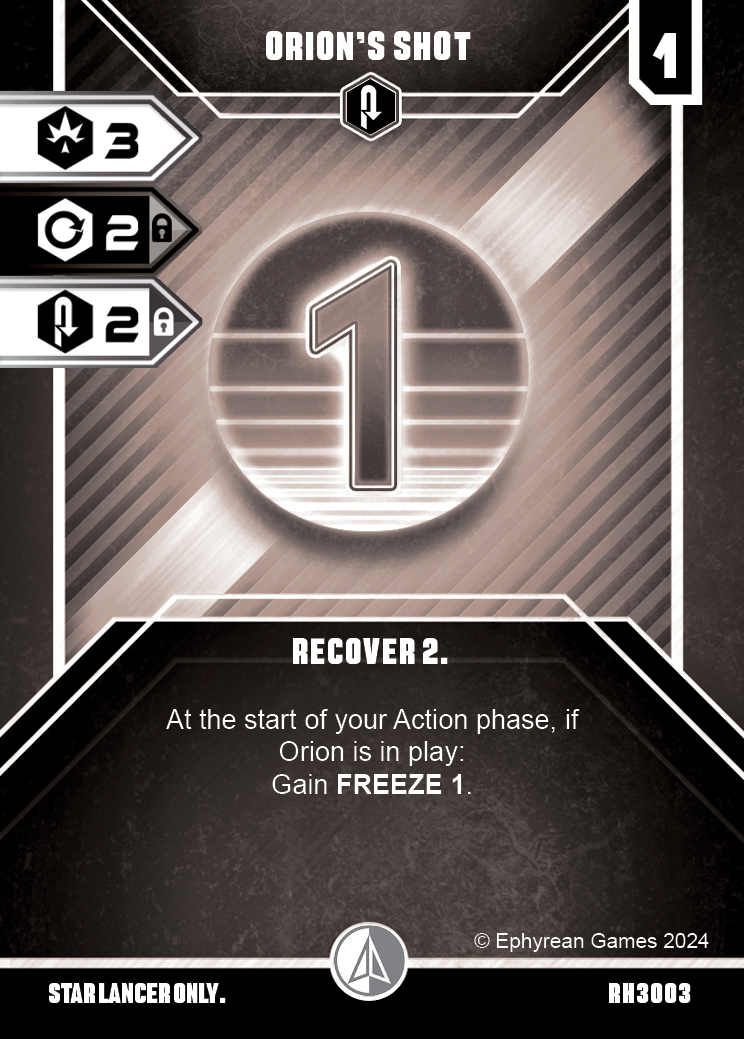 ORION'S SHOT
1
3
2
2
1
RECOVER 2.
At the start of your Action phase, if
Orion is in play:
Gain FREEZE 1.
© Ephyrean Games 2024
STAR LANCER ONLY.
RH3003